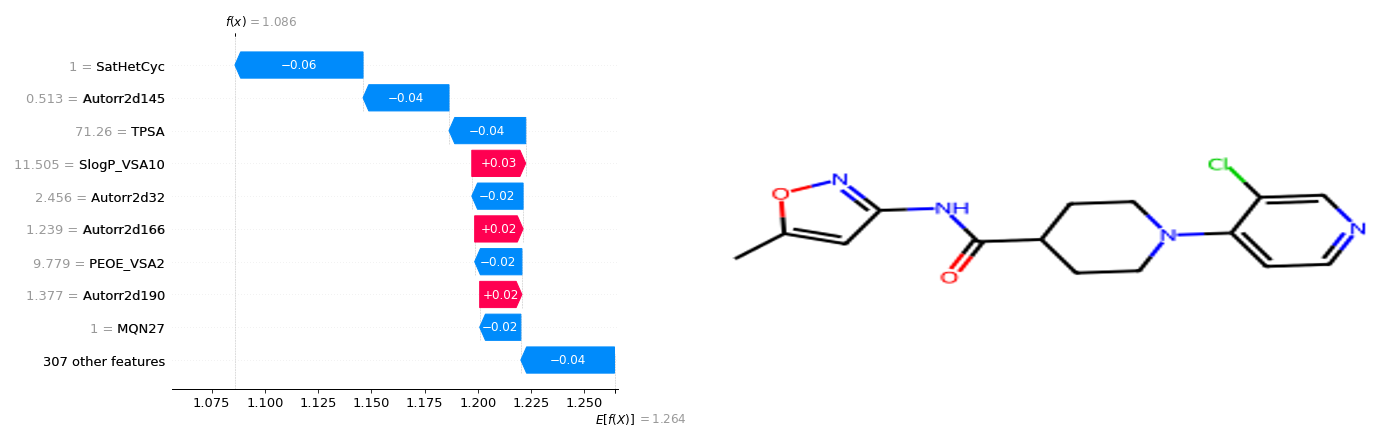 f(x) = 1.086
1 = SatHetCyc
−0.06
0.513 = Autorr2d145
−0.04
71.26 = TPSA
−0.04
11.505 = SlogP_VSA10
+0.03
2.456 = Autorr2d32
−0.02
1.239 = Autorr2d166
+0.02
9.779 = PEOE_VSA2
−0.02
1.377 = Autorr2d190
+0.02
1 = MQN27
−0.02
307 other features
−0.04
1.075 1.100 1.125 1.150 1.175 1.200 1.225 1.250
E[f(X)] = 1.264
Cl
N
O
NH
N
N
O